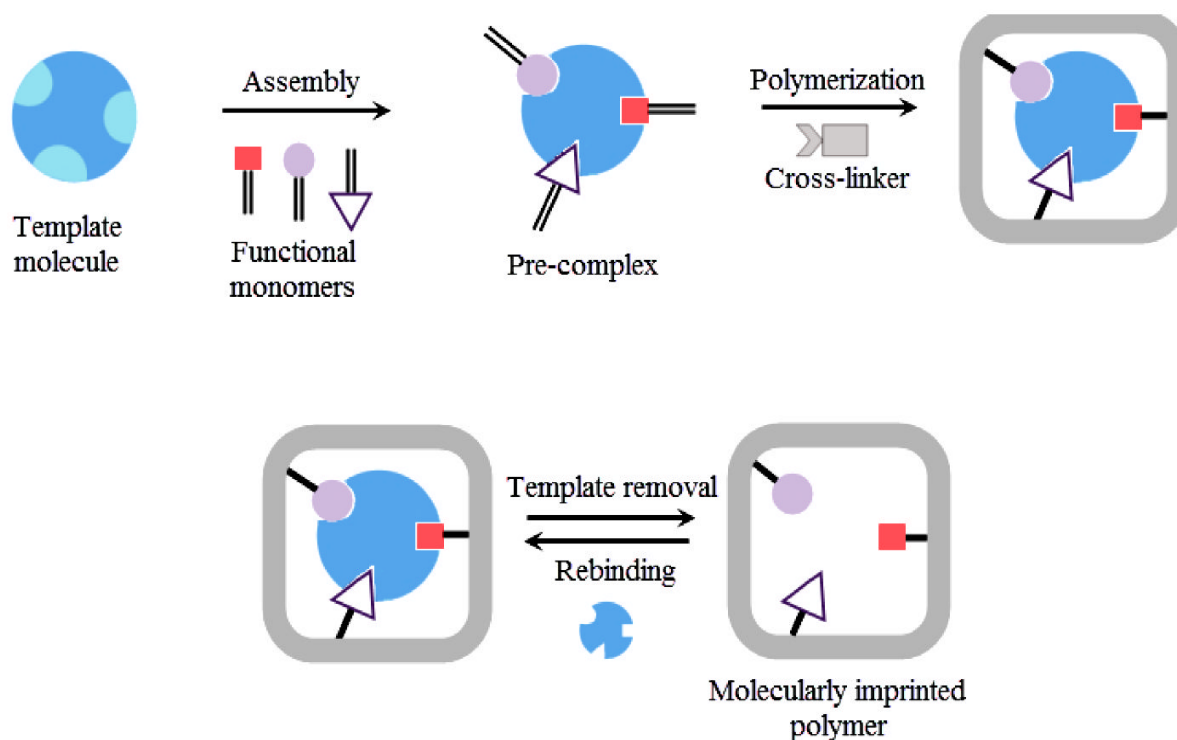 Template
molecule
Assembly
Functional
monomers
Pre-complex
Polymerization
Cross-linker
Template removal
Rebinding
Molecularly imprinted
polymer